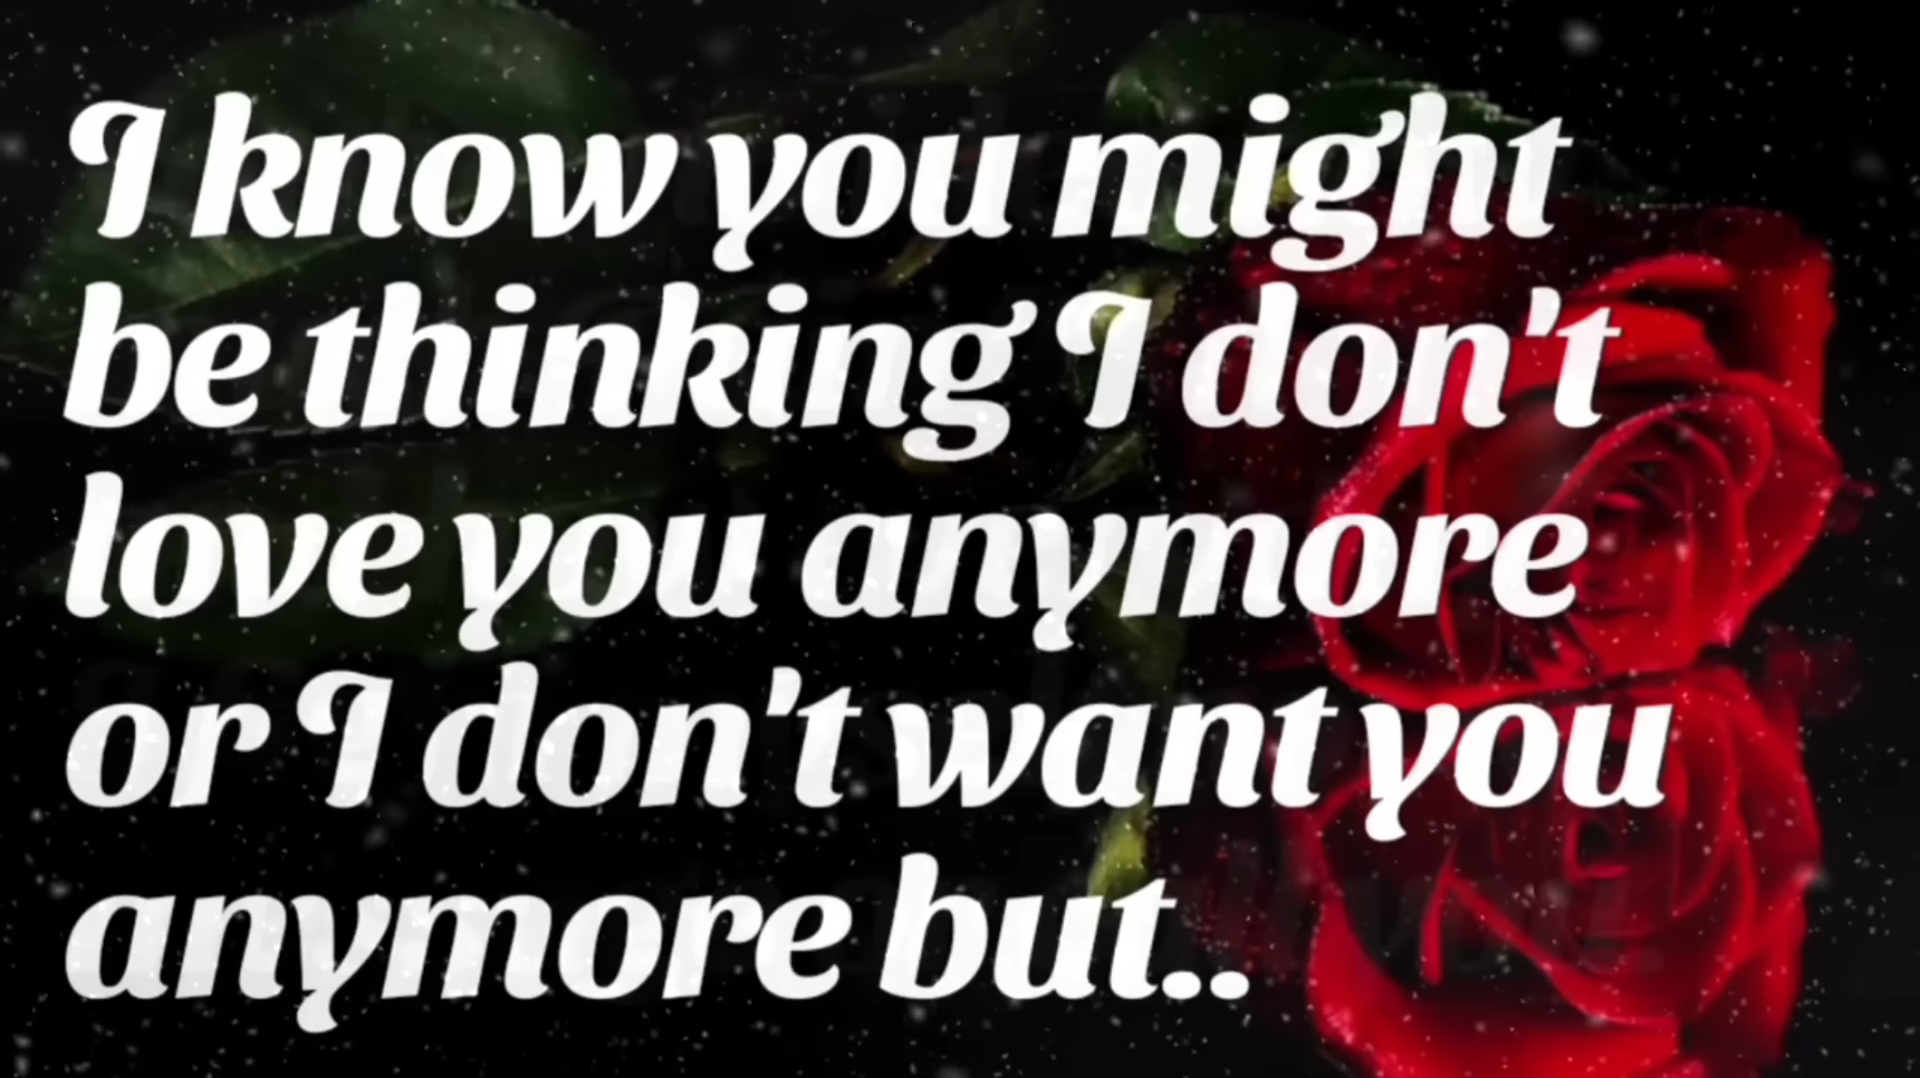 I know you might
be thinking I don't
love you anymore
or I don't want you
anymore but..